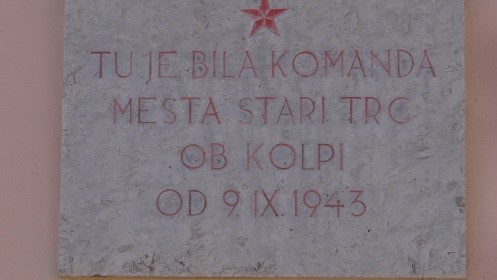 TU JE BILA KOMANDA
MESTA STARI TRG
OB KOLPI
OD 9. IX. 1943